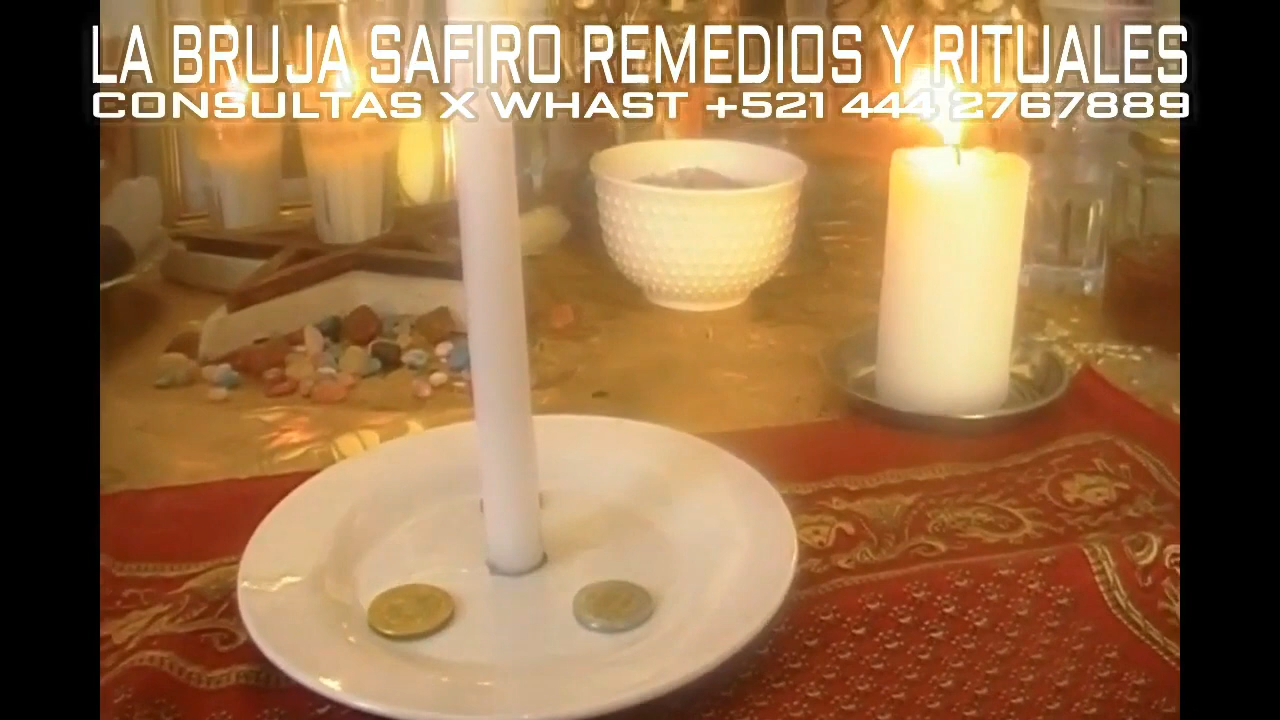 LA BRUJA SAFIRO REMEDIOS Y RITUALES
CONSULTAS X WHAST +521 444 2767889